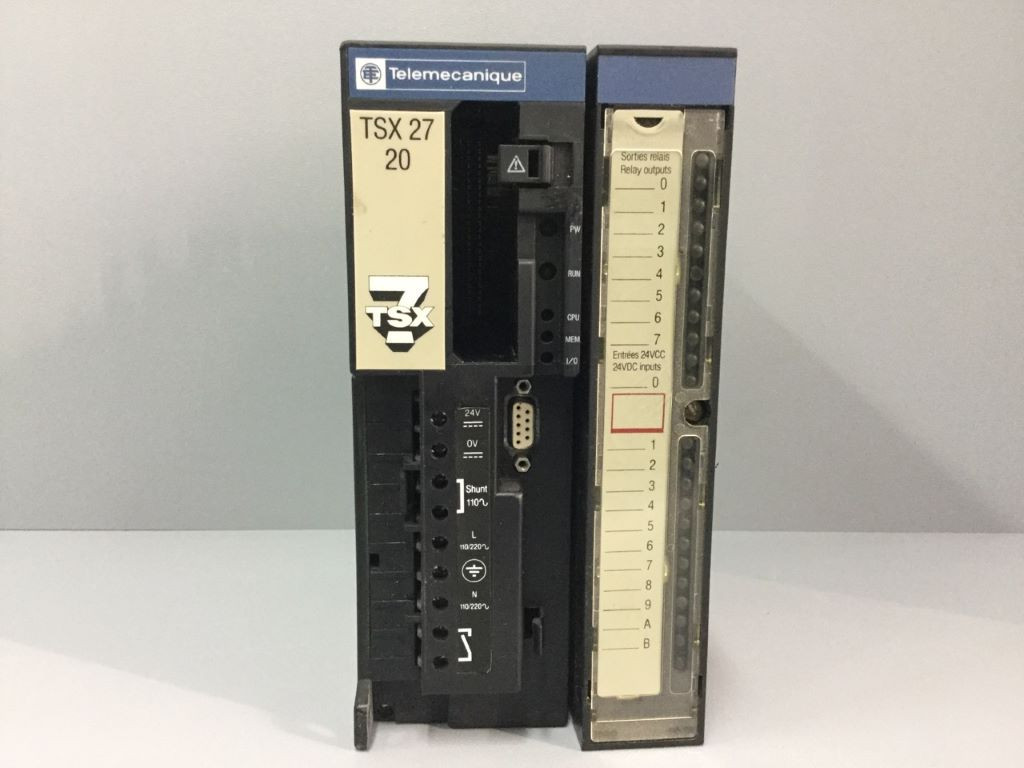 Telemecanique
TSX 27
20
7
TSX
PW
RUN
CPU
MEM
I/O
24V
0V
Shunt
110
L
110/220
N
110/220
Sorties relais
Relay outputs
0
1
2
3
4
5
6
7
Entrées 24VCC
24VDC inputs
0
1
2
3
4
5
6
7
8
9
A
B